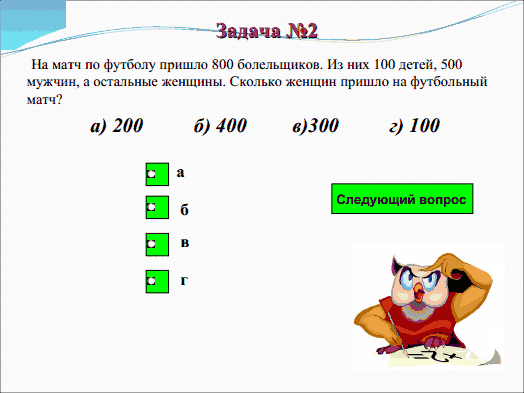 Задача №2
На матч по футболу пришло 800 болельщиков. Из них 100 детей, 500
мужчин, а остальные женщины. Сколько женщин пришло на футбольный
матч?
а) 200 б) 400 в)300 г) 100
а
б
в
г
Следующий вопрос